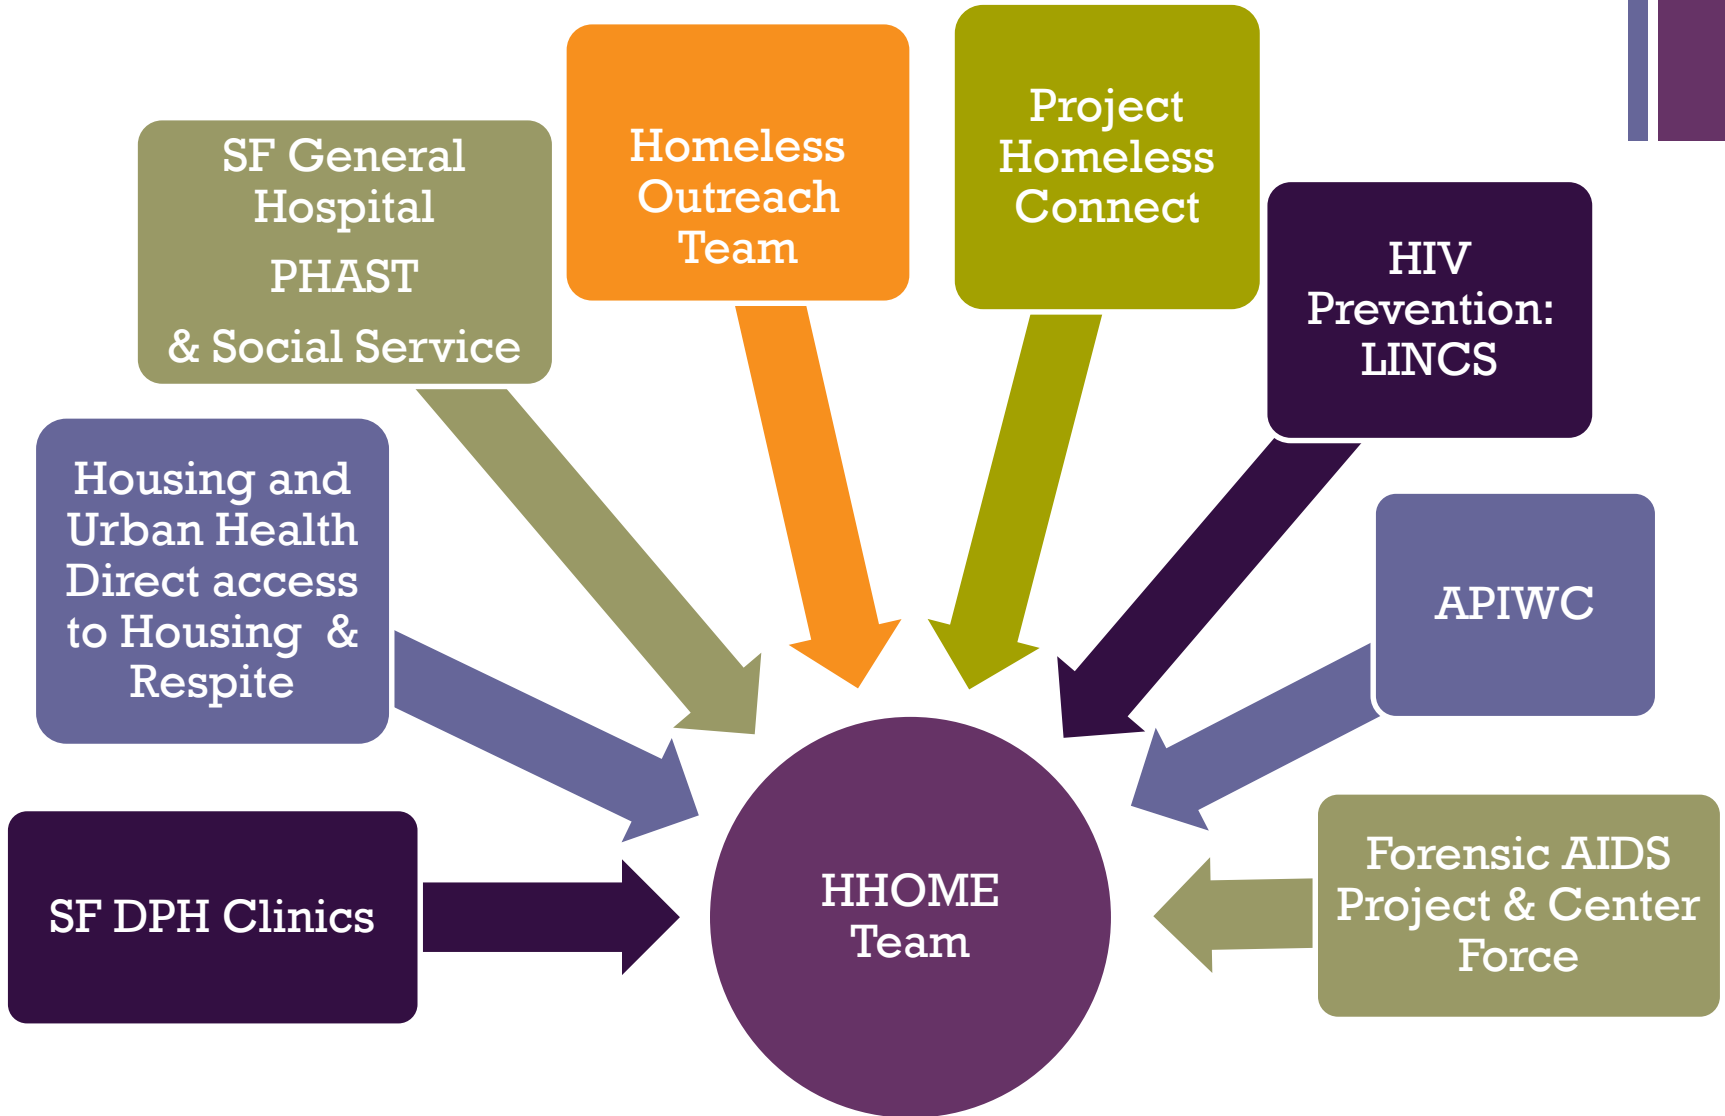 SF General
Hospital
PHAST
& Social Service
Homeless
Outreach
Team
Project
Homeless
Connect
HIV
Prevention:
LINCS
Housing and
Urban Health
Direct access
to Housing & 
Respite
APIWC
SF DPH Clinics
HHOME
Team
Forensic AIDS
Project & Center
Force